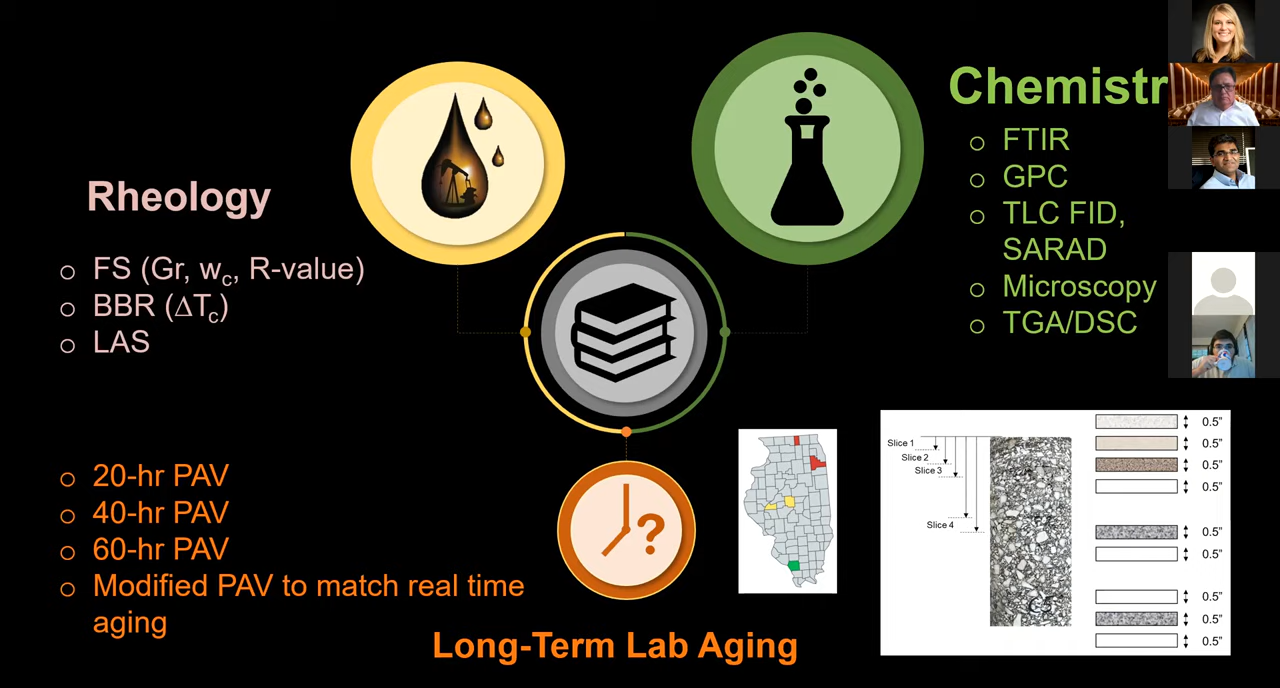 Rheology
FS (Gr, wc, R-value)
BBR (ΔTc)
LAS
Chemistr
FTIR
GPC
TLC FID,
SARAD
Microscopy
TGA/DSC
20-hr PAV
40-hr PAV
60-hr PAV
Modified PAV to match real time
aging
?
Long-Term Lab Aging
Slice 1
Slice 2
Slice 3
Slice 4
0.5"
0.5"
0.5"
0.5"
0.5"
0.5"
0.5"
0.5"
0.5"